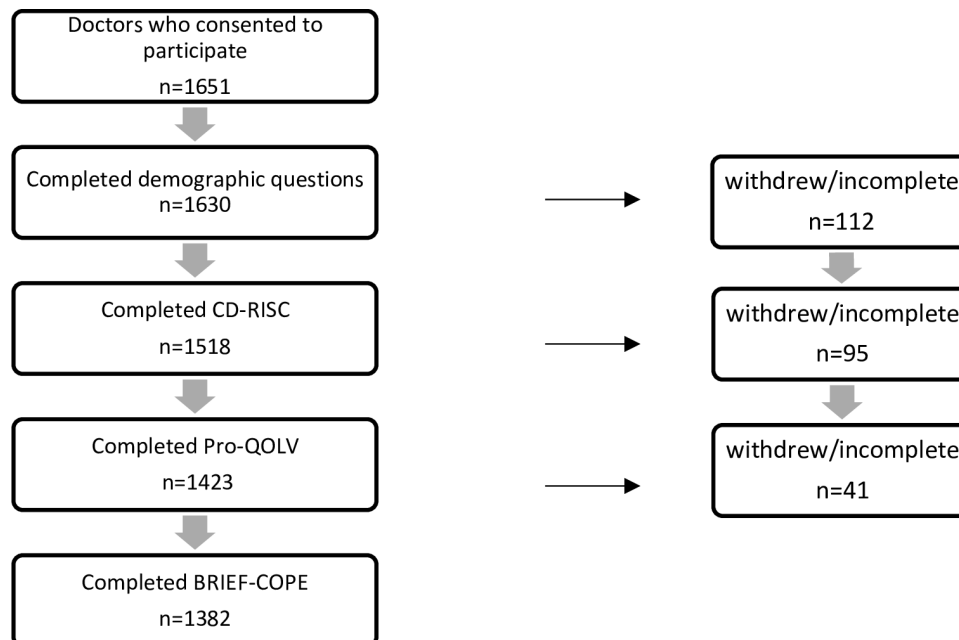 Doctors who consented to
participate
n=1651
Completed demographic questions
n=1630
withdrew/incomplete
n=112
Completed CD-RISC
n=1518
withdrew/incomplete
n=95
Completed Pro-QOLV
n=1423
withdrew/incomplete
n=41
Completed BRIEF-COPE
n=1382